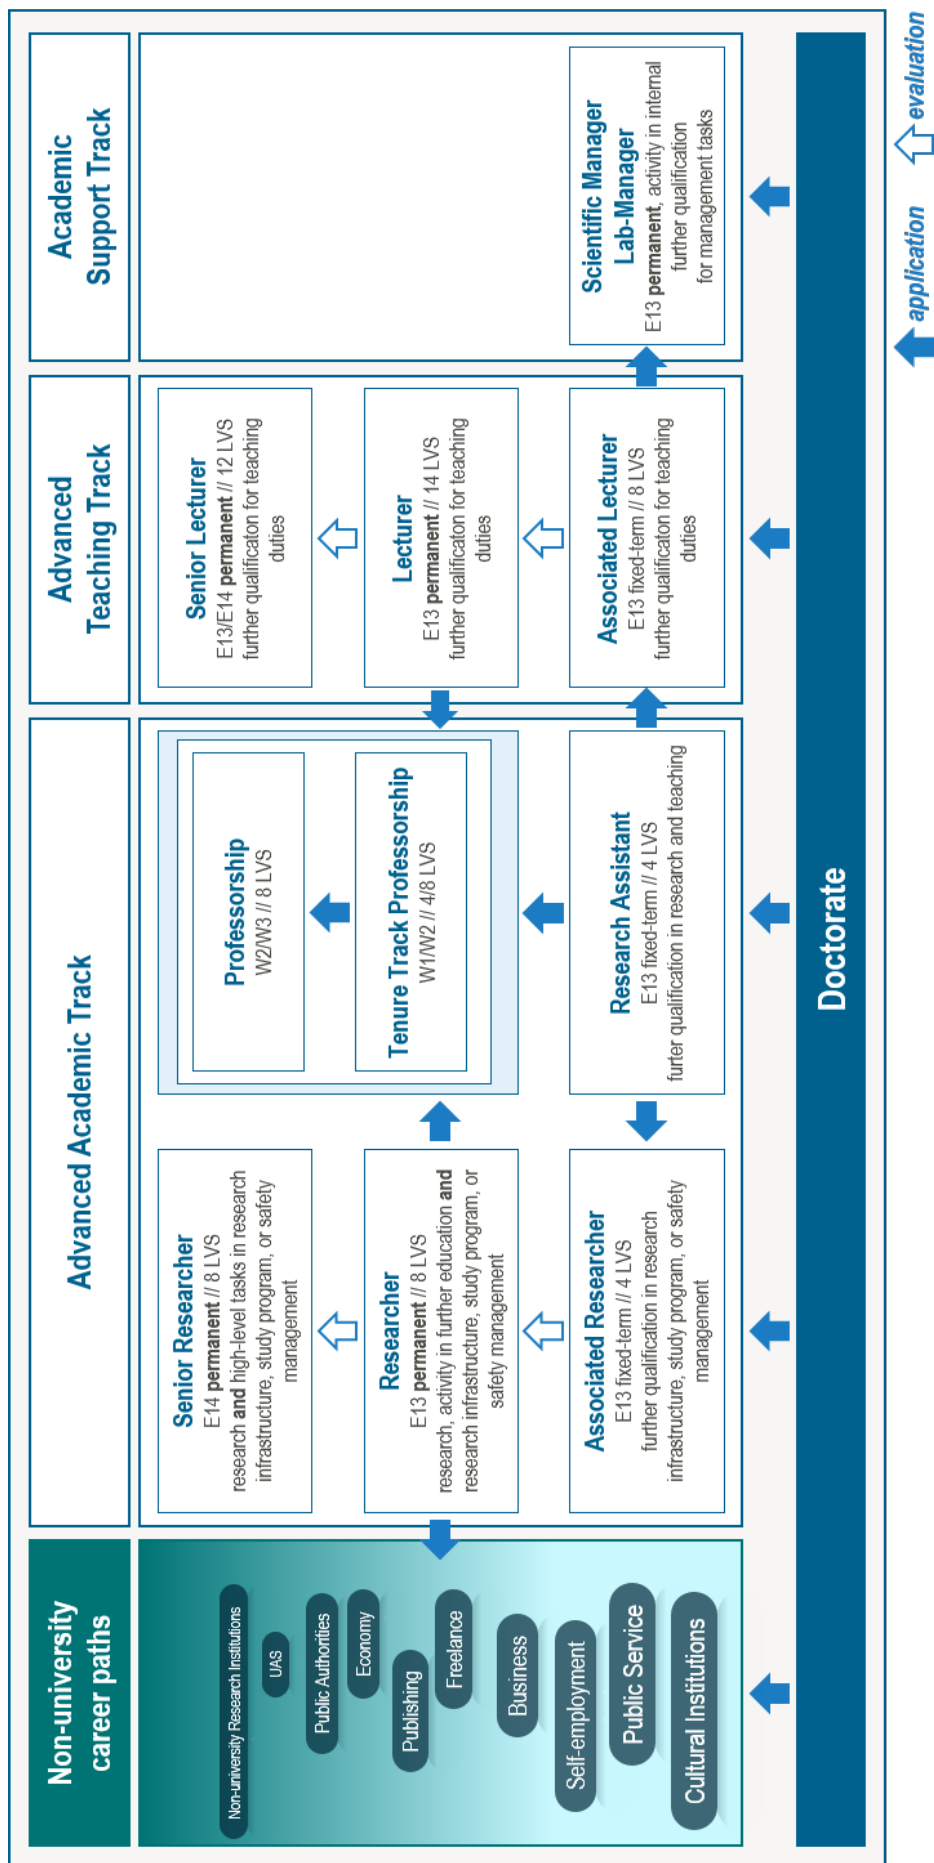 Non-university
career paths
Advanced Academic Track
Advanced
Teaching Track
Academic
Support Track
Non-university Research Institutions
UAS
Public Authorities
Economy
Publishing
Freelance
Business
Self-employment
Public Service
Cultural Institutions
Senior Researcher
E14 permanent // 8 LVS
research and high-level tasks in research
infrastructure, study program, or safety
management
Researcher
E13 permanent // 8 LVS
research, activity in further education and
research infrastructure, study program, or
safety management
Associated Researcher
E13 fixed-term // 4 LVS
further qualification in research
infrastructure, study program, or safety
management
Professorship
W2/W3 // 8 LVS
Tenure Track Professorship
W1/W2 // 4/8 LVS
Research Assistant
E13 fixed-term // 4 LVS
furter qualification in research and teaching
Senior Lecturer
E13/E14 permanent // 12 LVS
further qualificaton for teaching
duties
Lecturer
E13 permanent // 14 LVS
further qualificaton for teaching
duties
Associated Lecturer
E13 fixed-term // 8 LVS
further qualification for teaching
duties
Scientific Manager
Lab-Manager
E13 permanent, activity in internal
further qualification
for management tasks
Doctorate
application
evaluation